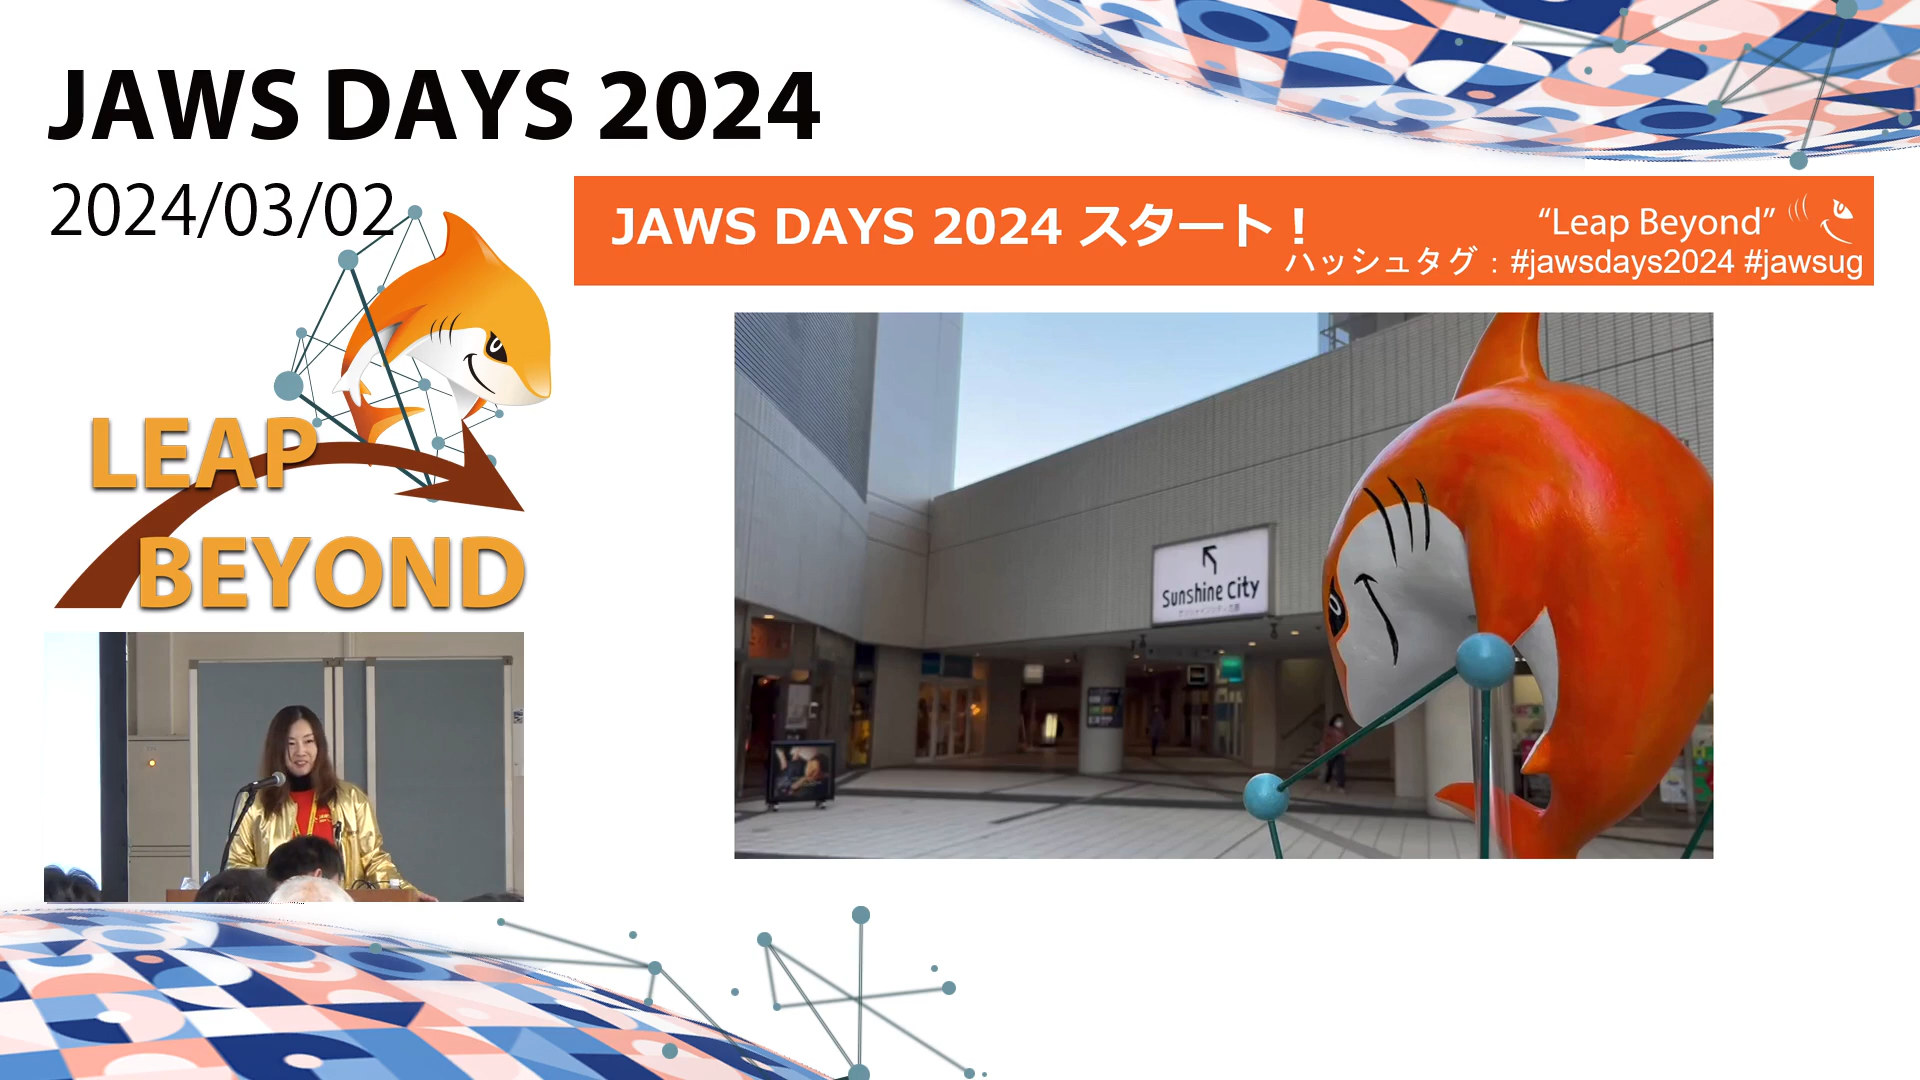 JAWS DAYS 2024
2024/03/02
LEAP
BEYOND
JAWS DAYS 2024 スタート！
“Leap Beyond”
ハッシュタグ：#jawsdays2024 #jawsug
Sunshine City